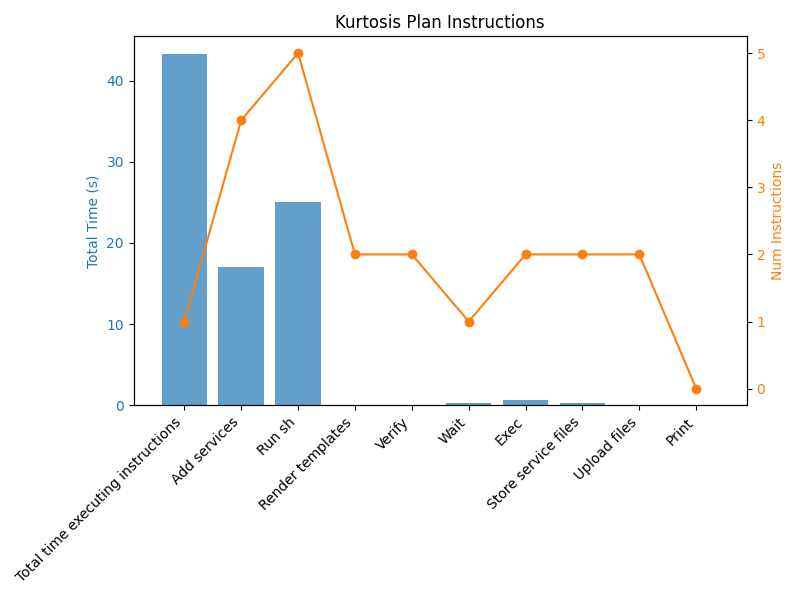 Kurtosis Plan Instructions
Total Time (s)
40
30
20
10
0
Num Instructions
5
4
3
2
1
0
Total time executing instructions
Add services
Run sh
Render templates
Verify
Wait
Exec
Store service files
Upload files
Print